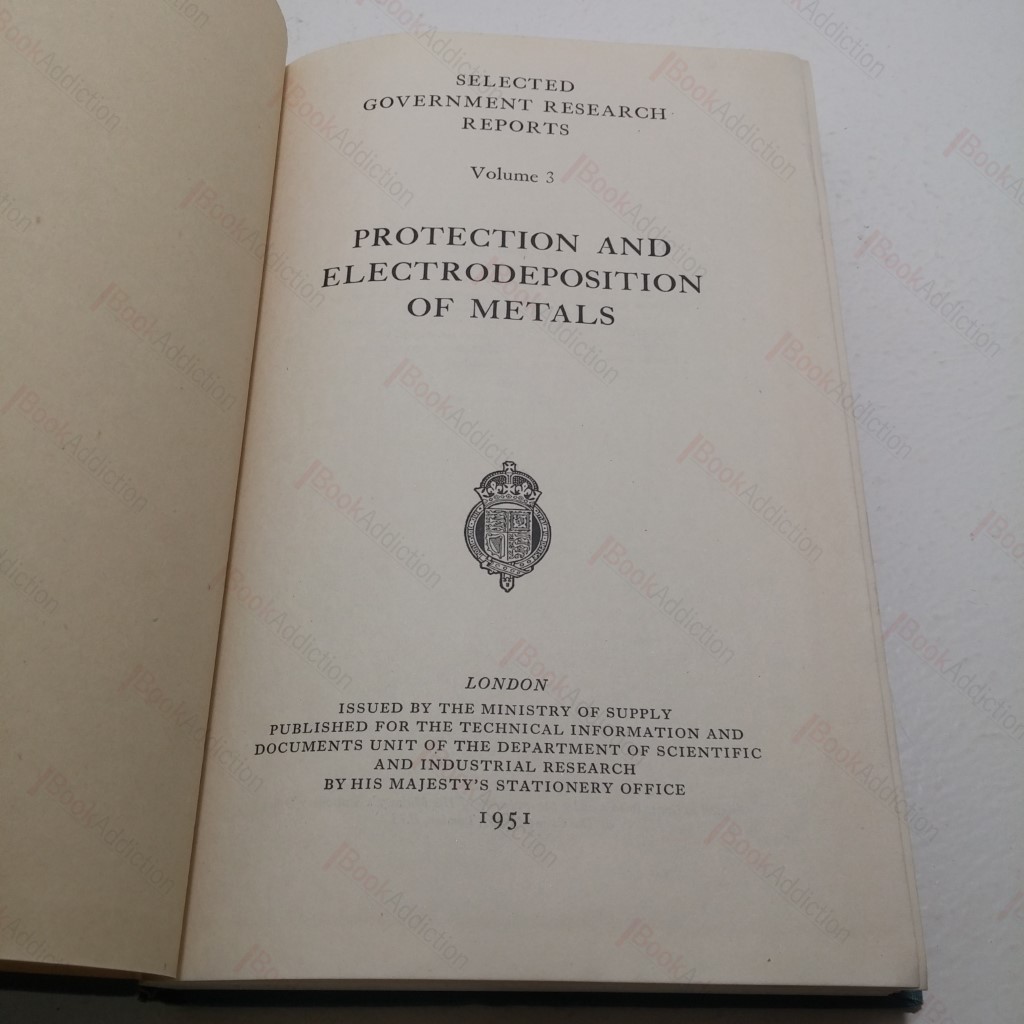 SELECTED
GOVERNMENT RESEARCH
REPORTS
Volume 3
PROTECTION AND
ELECTRODEPOSITION
OF METALS
LONDON
ISSUED BY THE MINISTRY OF SUPPLY
PUBLISHED FOR THE TECHNICAL INFORMATION AND
DOCUMENTS UNIT OF THE DEPARTMENT OF SCIENTIFIC
AND INDUSTRIAL RESEARCH
BY HIS MAJESTY'S STATIONERY OFFICE
1951
BookAddiction